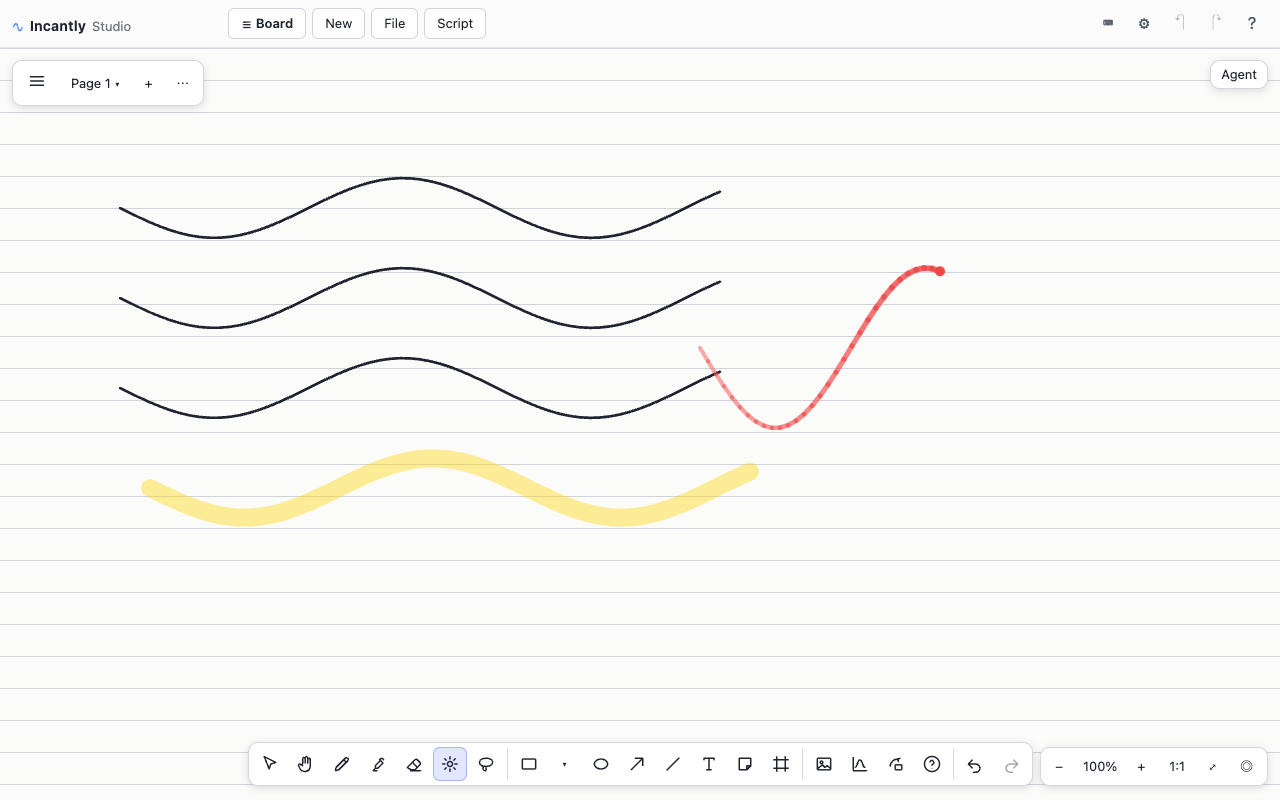 Incantly Studio
Board New File Script
?
Page 1 + ...
Agent
− 100% + 1:1